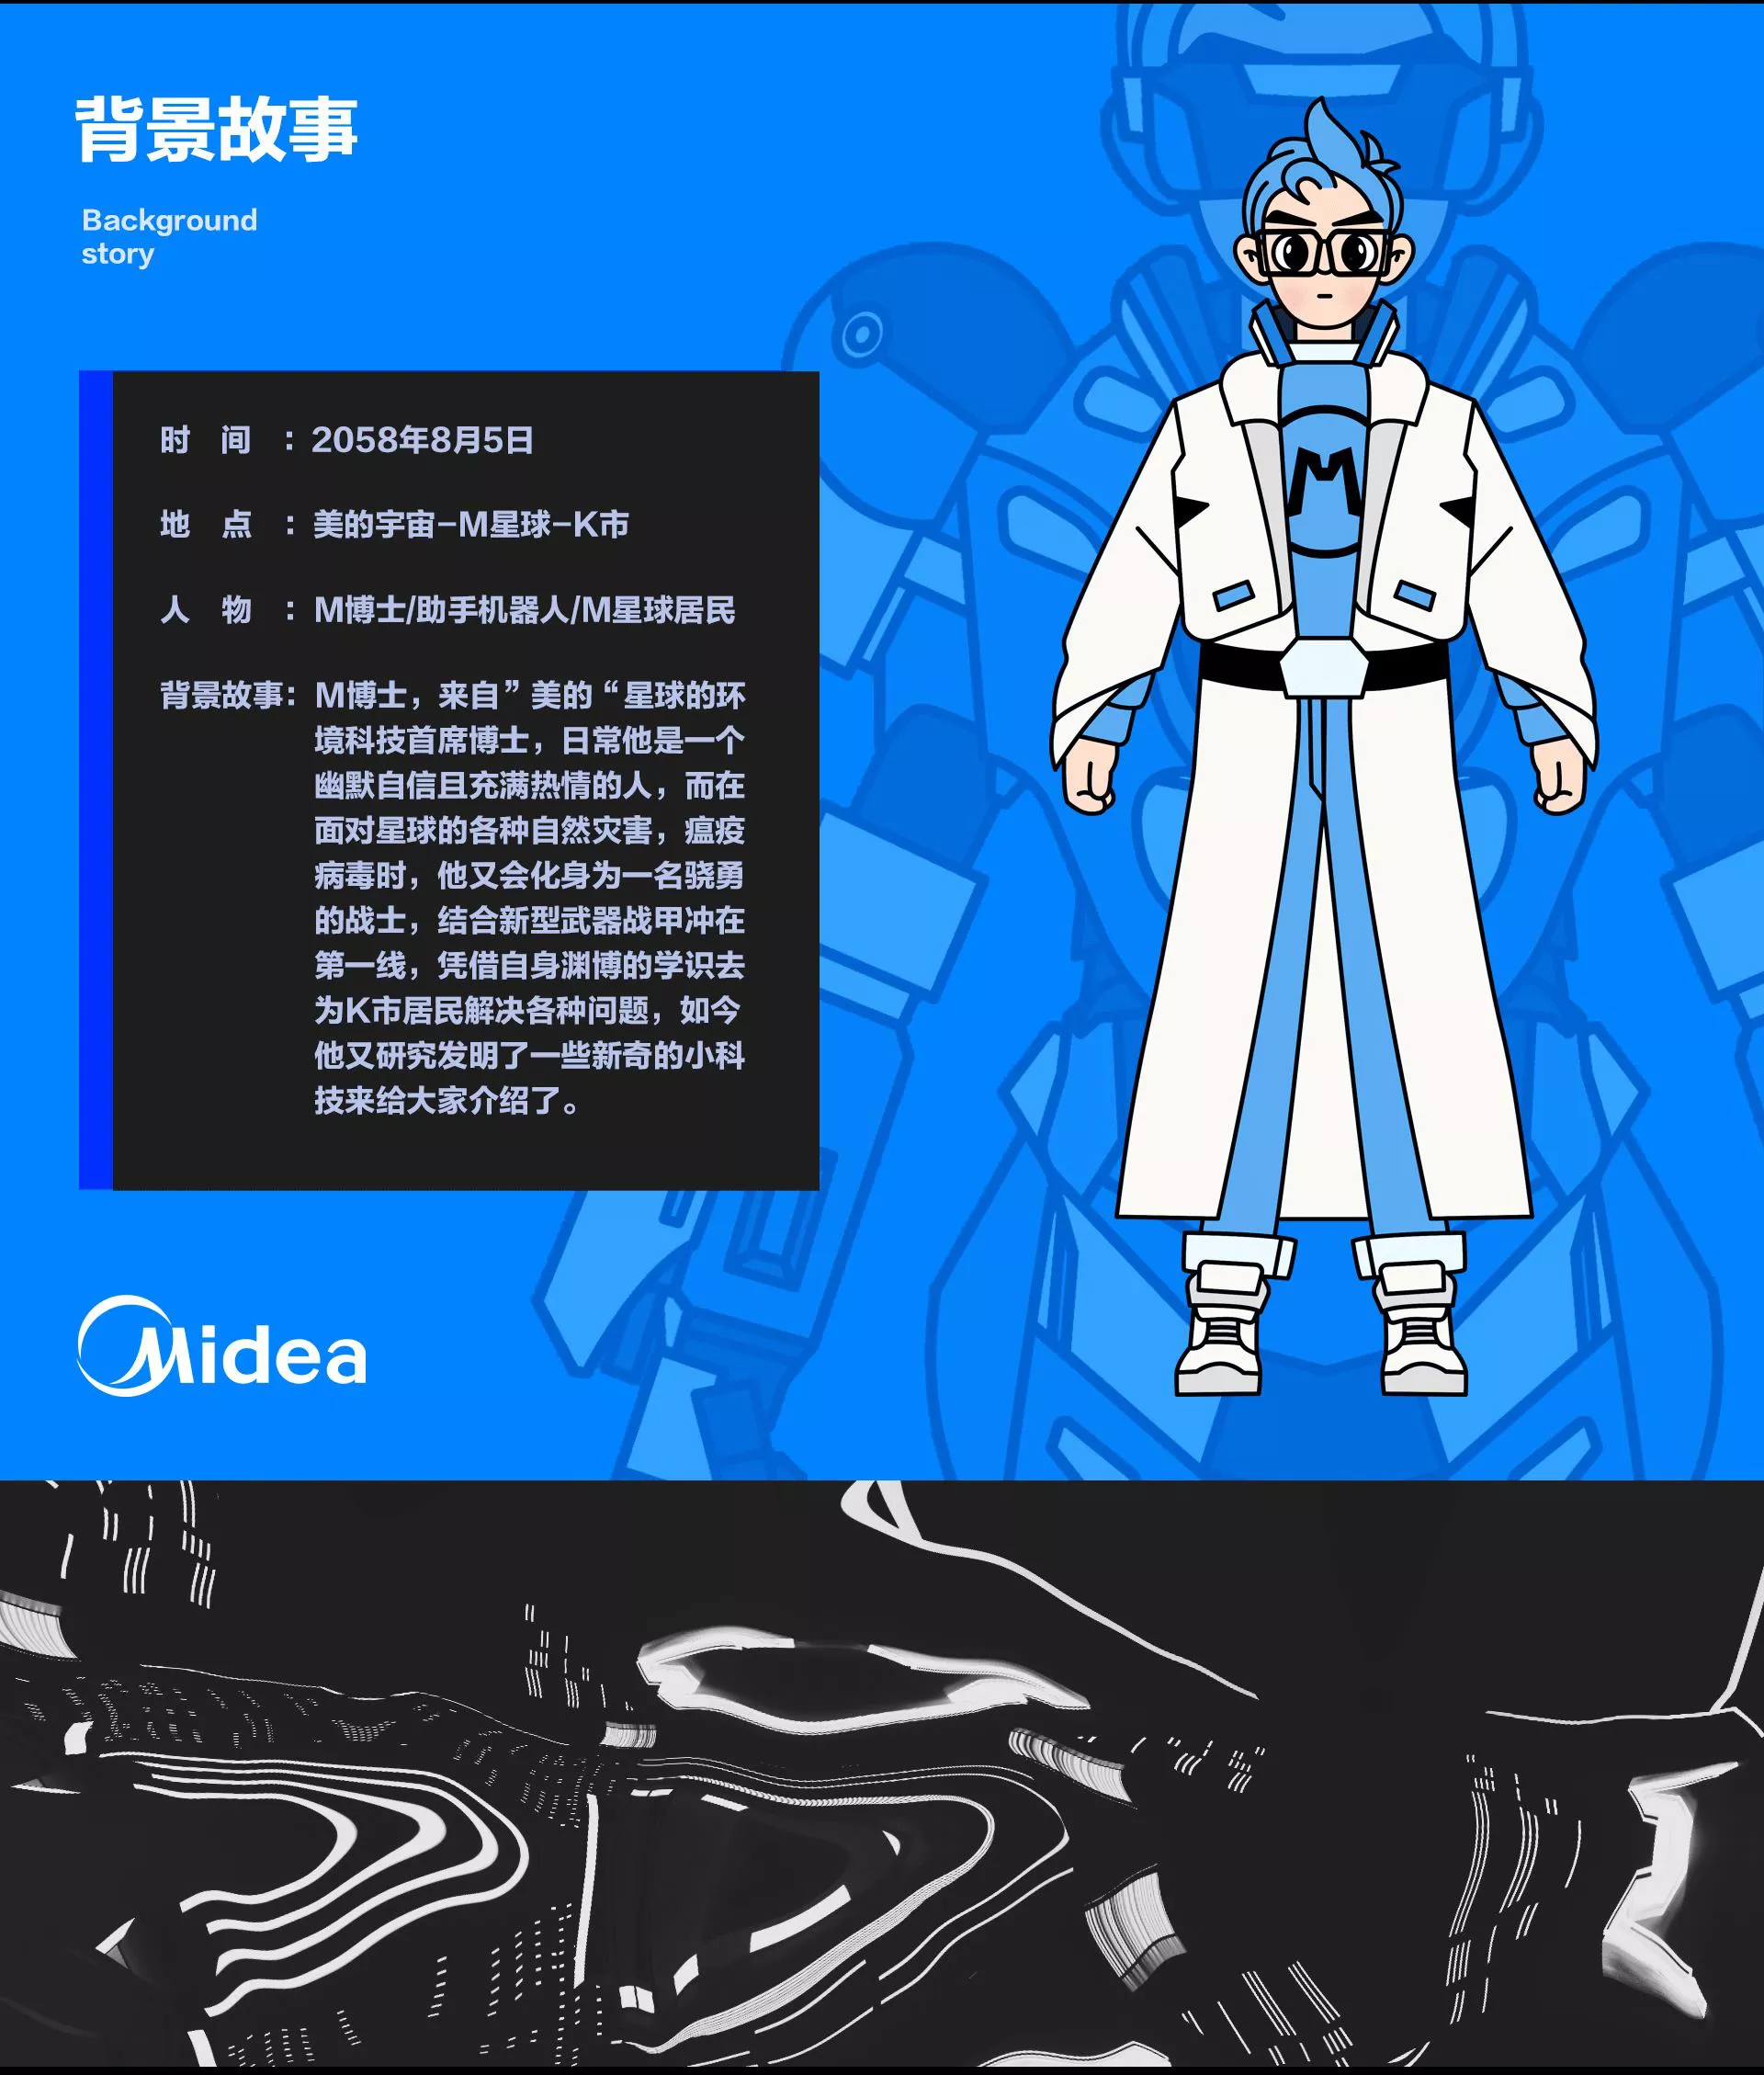 背景故事
Background
story
时 间 ：2058年8月5日
地 点 ：美的宇宙–M星球–K市
人 物 ：M博士/助手机器人/M星球居民
背景故事：M博士，来自”美的“星球的环
境科技首席博士，日常他是一个
幽默自信且充满热情的人，而在
面对星球的各种自然灾害，瘟疫
病毒时，他又会化身为一名骁勇
的战士，结合新型武器战甲冲在
第一线，凭借自身渊博的学识去
为K市居民解决各种问题，如今
他又研究发明了一些新奇的小科
技来给大家介绍了。
M
Midea